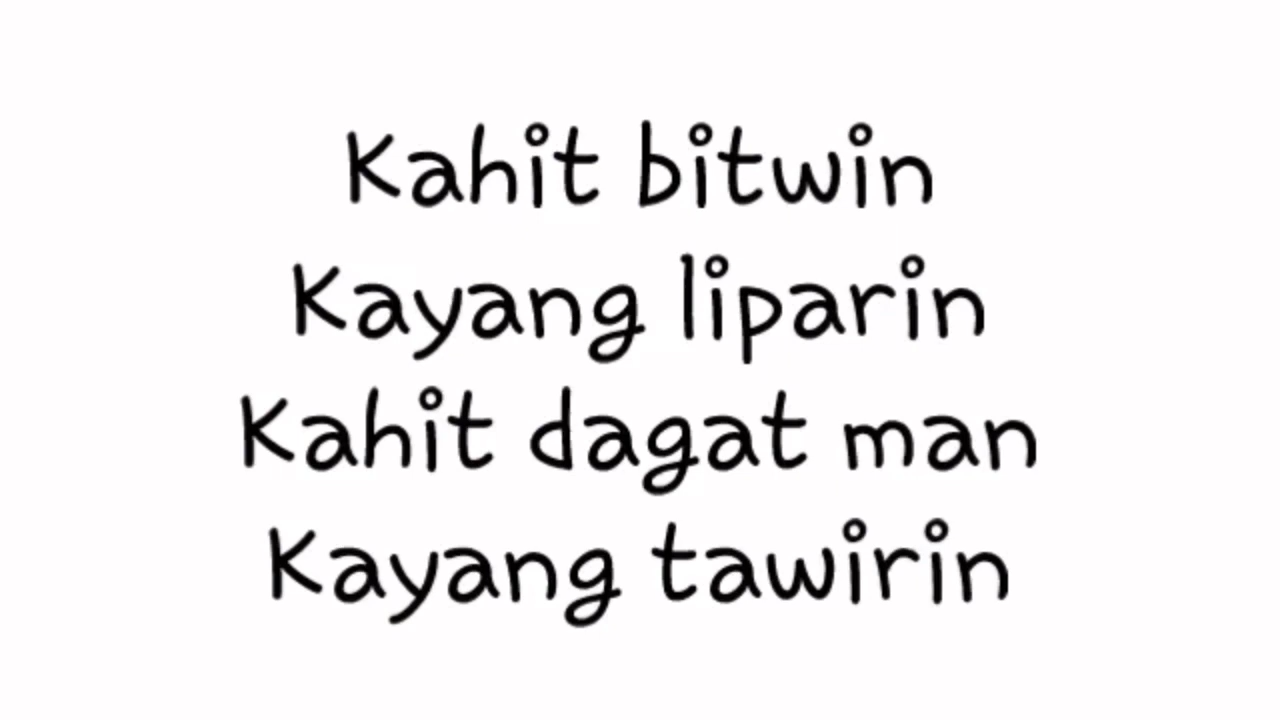 Kahit bitwin
Kayang liparin
Kahit dagat man
Kayang tawirin